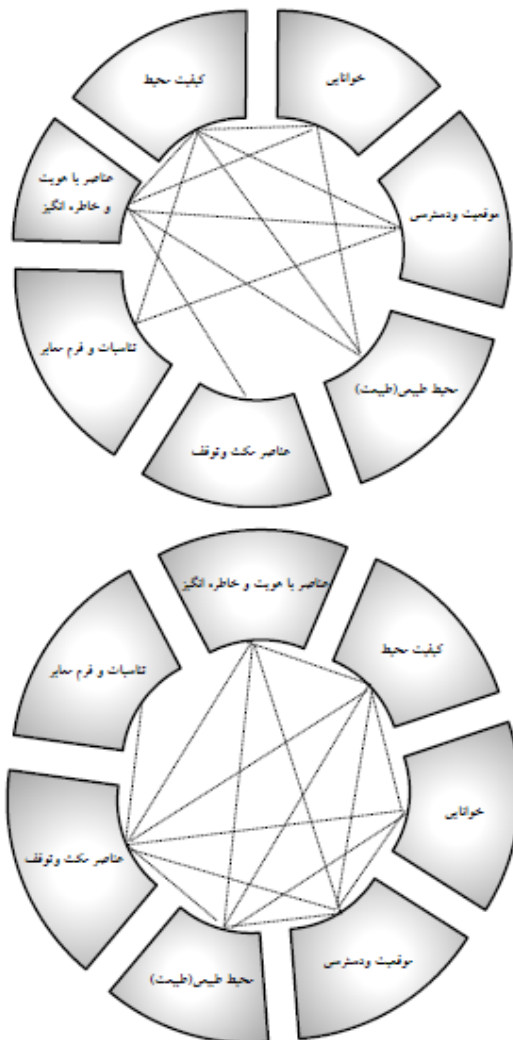 خوانایی
کیفیت محیط
موقعیت ودسترسی
عناصر با هویت
و خاطره انگیز
تناسبات و فرم معابر
محیط طبیعی(طبیعت)
عناصر مکث وتوقف
عناصر با هویت و خاطره انگیز
کیفیت محیط
تناسبات و فرم معابر
خوانایی
عناصر مکث وتوقف
موقعیت ودسترسی
محیط طبیعی(طبیعت)